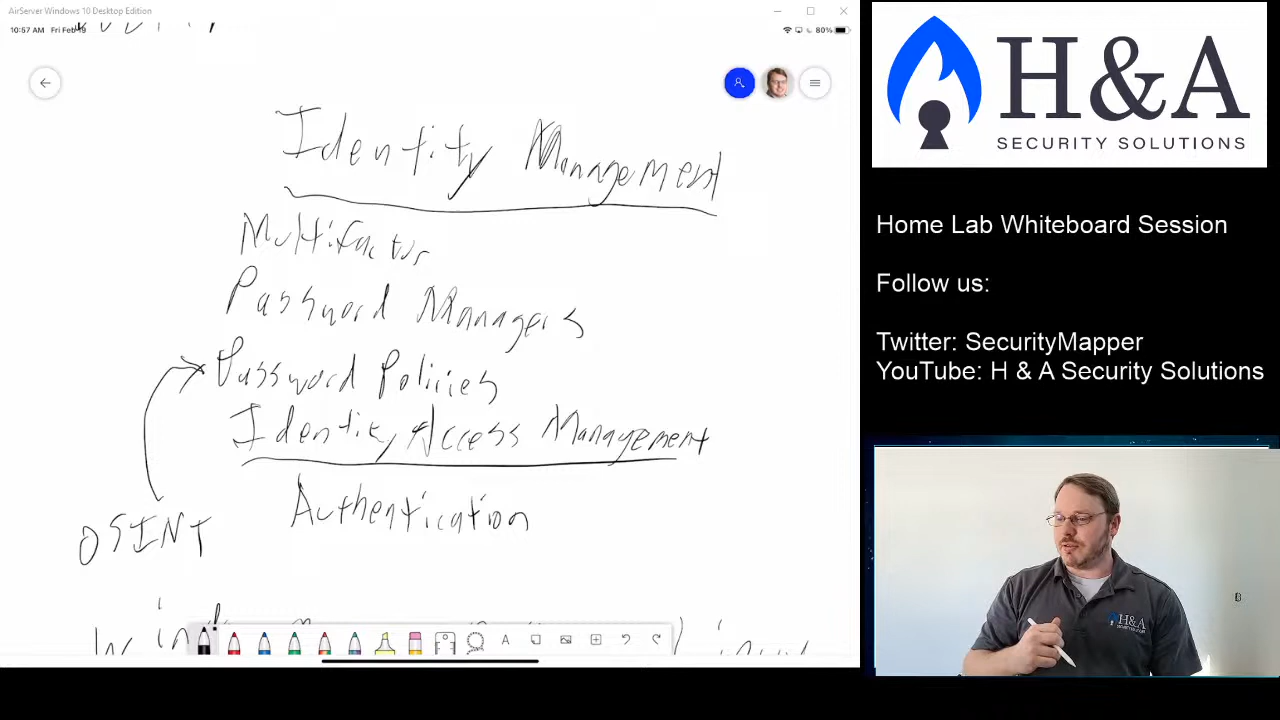 AirServer Windows 10 Desktop Edition
10:57 AM Fri Feb 19
80%
Identity Management
Multifactor
Password Managers
Password Policies
Identity Access Management
Authentication
OSINT
H&A
SECURITY SOLUTIONS
Home Lab Whiteboard Session
Follow us:
Twitter: SecurityMapper
YouTube: H & A Security Solutions
H&A